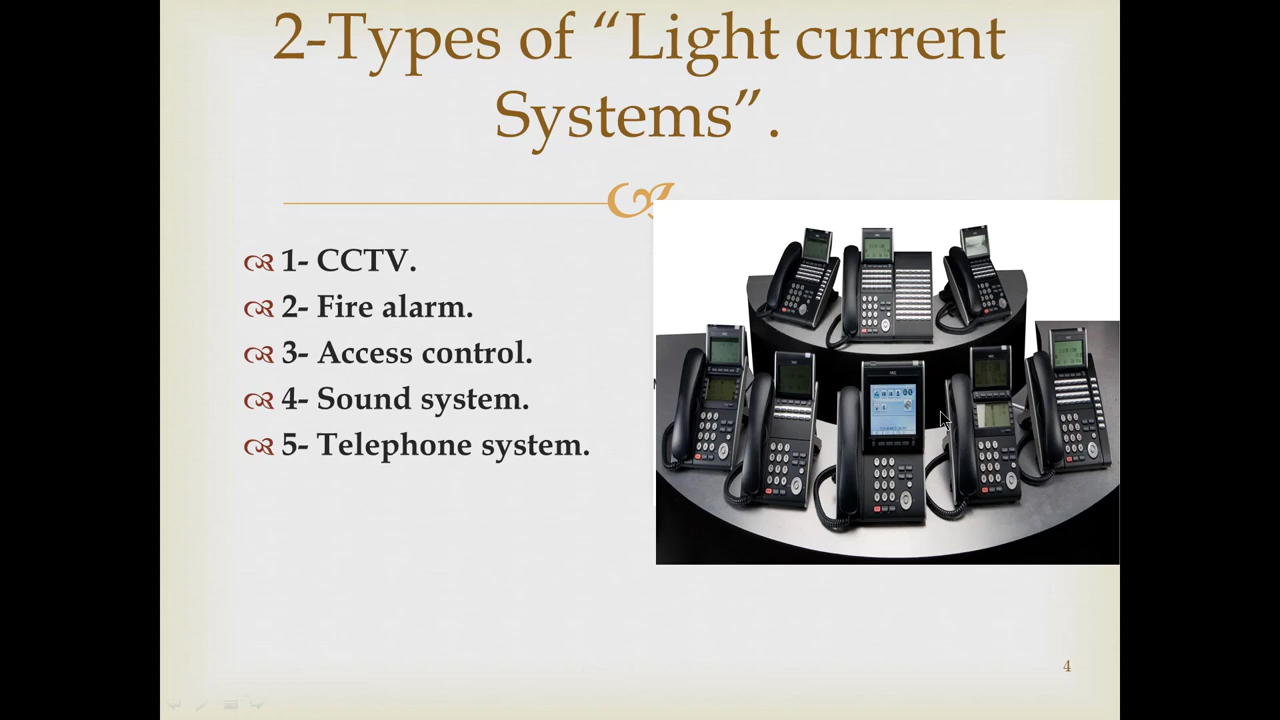 2-Types of “Light current
Systems”.
1- CCTV.
2- Fire alarm.
3- Access control.
4- Sound system.
5- Telephone system.
4